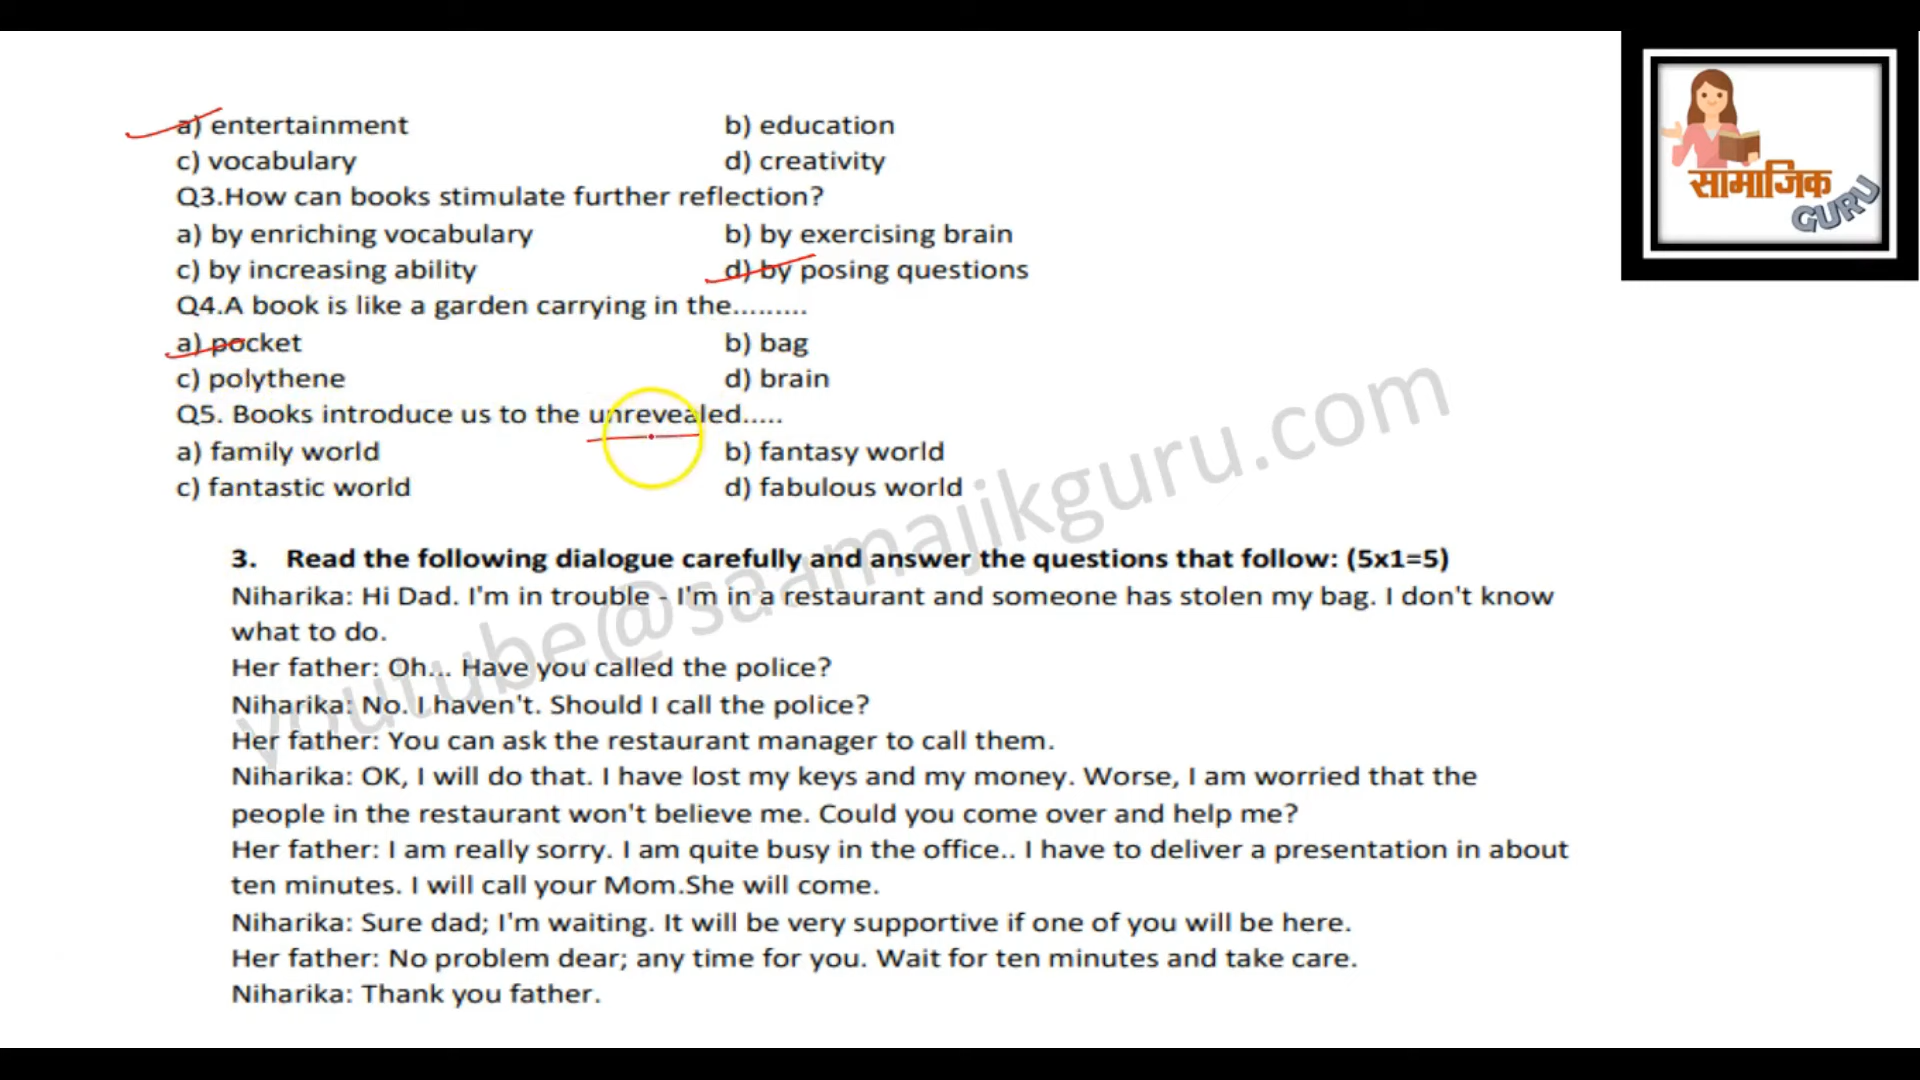 a) entertainment b) education
c) vocabulary d) creativity
Q3.How can books stimulate further reflection?
a) by enriching vocabulary b) by exercising brain
c) by increasing ability d) by posing questions
Q4.A book is like a garden carrying in the.........
a) pocket b) bag
c) polythene d) brain
Q5. Books introduce us to the unrevealed.....
a) family world b) fantasy world
c) fantastic world d) fabulous world
3. Read the following dialogue carefully and answer the questions that follow: (5x1=5)
Niharika: Hi Dad. I'm in trouble - I'm in a restaurant and someone has stolen my bag. I don't know
what to do.
Her father: Oh... Have you called the police?
Niharika: No. I haven't. Should I call the police?
Her father: You can ask the restaurant manager to call them.
Niharika: OK, I will do that. I have lost my keys and my money. Worse, I am worried that the
people in the restaurant won't believe me. Could you come over and help me?
Her father: I am really sorry. I am quite busy in the office.. I have to deliver a presentation in about
ten minutes. I will call your Mom.She will come.
Niharika: Sure dad; I'm waiting. It will be very supportive if one of you will be here.
Her father: No problem dear; any time for you. Wait for ten minutes and take care.
Niharika: Thank you father.
youtube@saamajikguru.com
सामाजिक
GURU